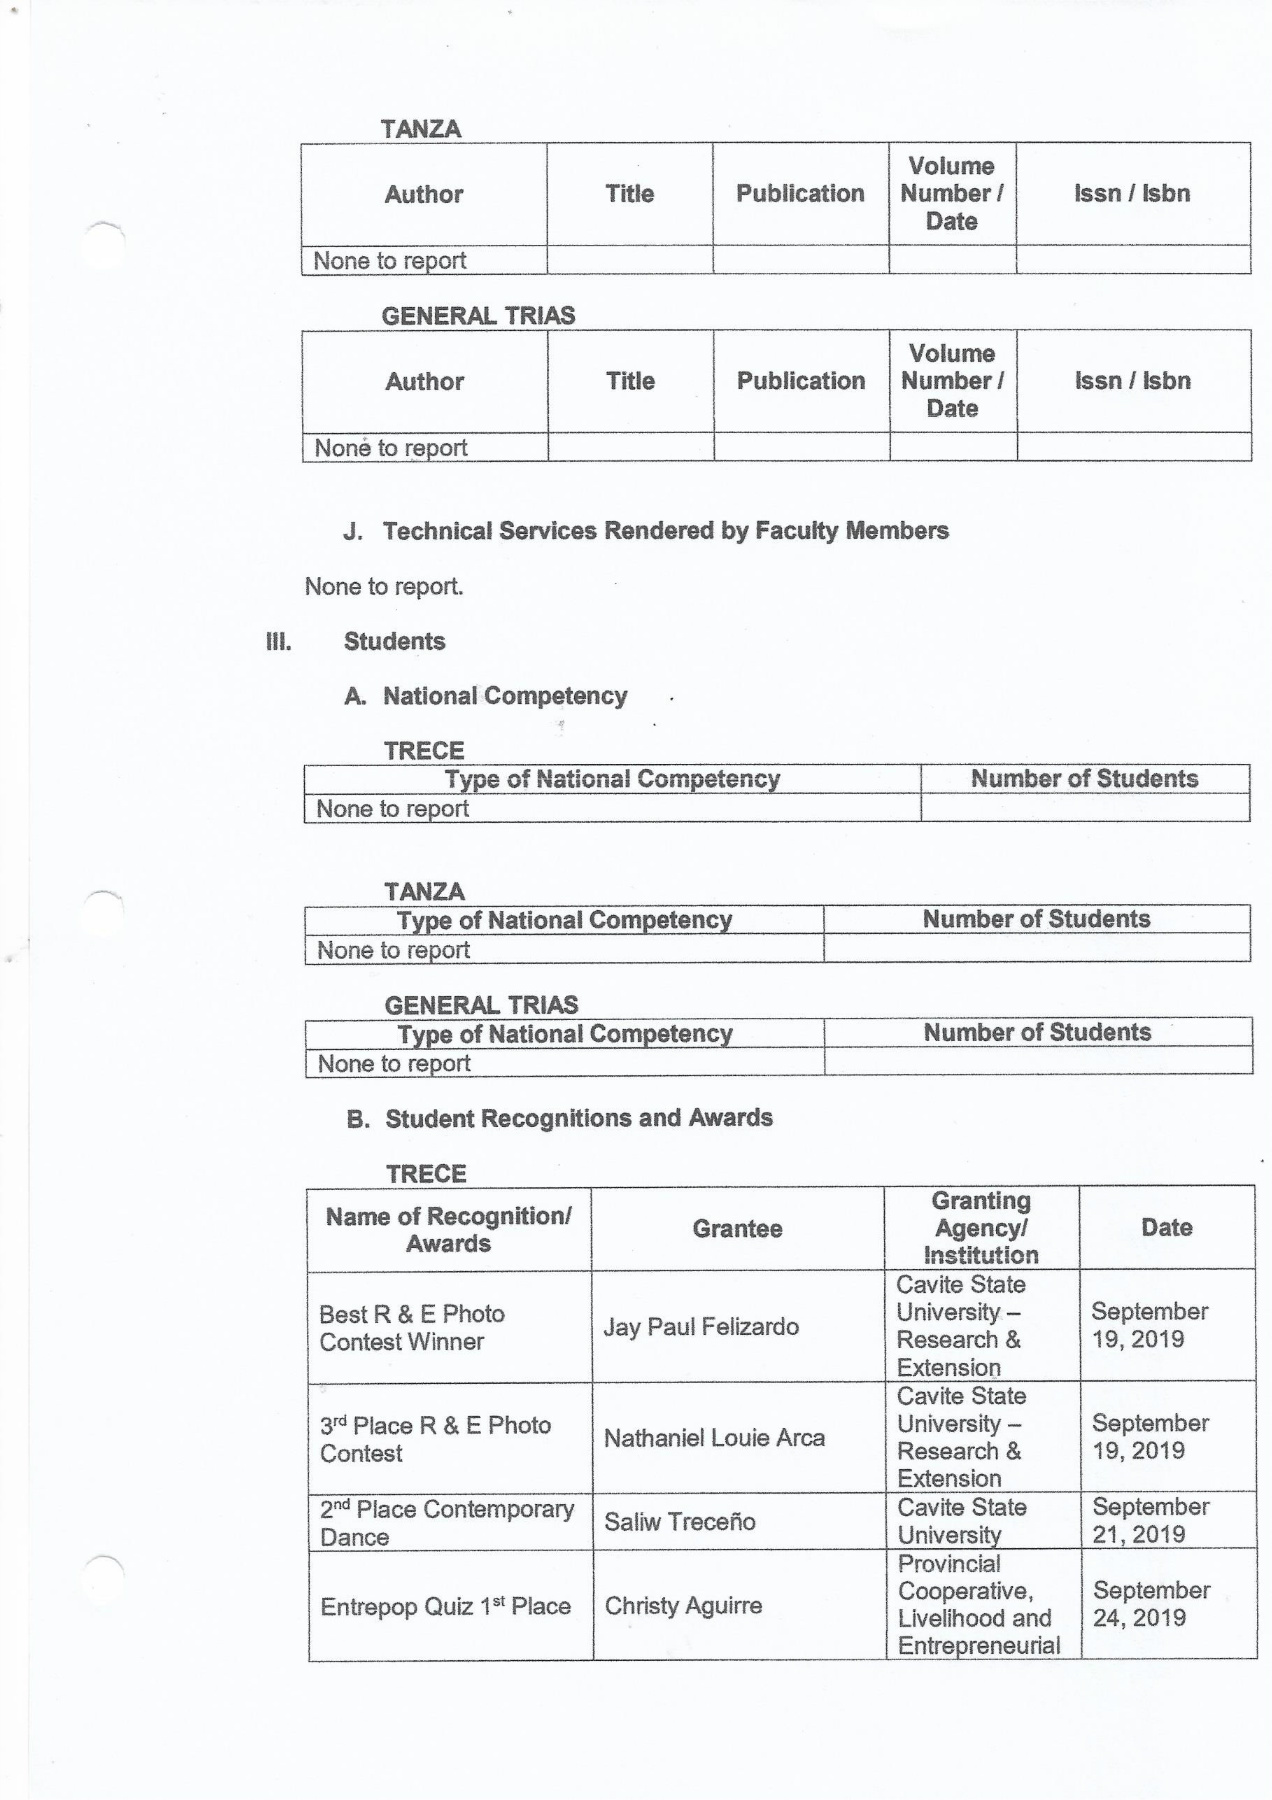 TANZA
Author Title Publication Volume Number / Date Issn / Isbn
None to report
GENERAL TRIAS
Author Title Publication Volume Number / Date Issn / Isbn
None to report
J. Technical Services Rendered by Faculty Members
None to report.
III. Students
A. National Competency
TRECE
Type of National Competency Number of Students
None to report
TANZA
Type of National Competency Number of Students
None to report
GENERAL TRIAS
Type of National Competency Number of Students
None to report
B. Student Recognitions and Awards
TRECE
Name of Recognition/ Awards Grantee Granting Agency/ Institution Date
Best R & E Photo Contest Winner Jay Paul Felizardo Cavite State University – Research & Extension September 19, 2019
3rd Place R & E Photo Contest Nathaniel Louie Arca Cavite State University – Research & Extension September 19, 2019
2nd Place Contemporary Dance Saliw Treceño Cavite State University September 21, 2019
Entrepop Quiz 1st Place Christy Aguirre Provincial Cooperative, Livelihood and Entrepreneurial September 24, 2019